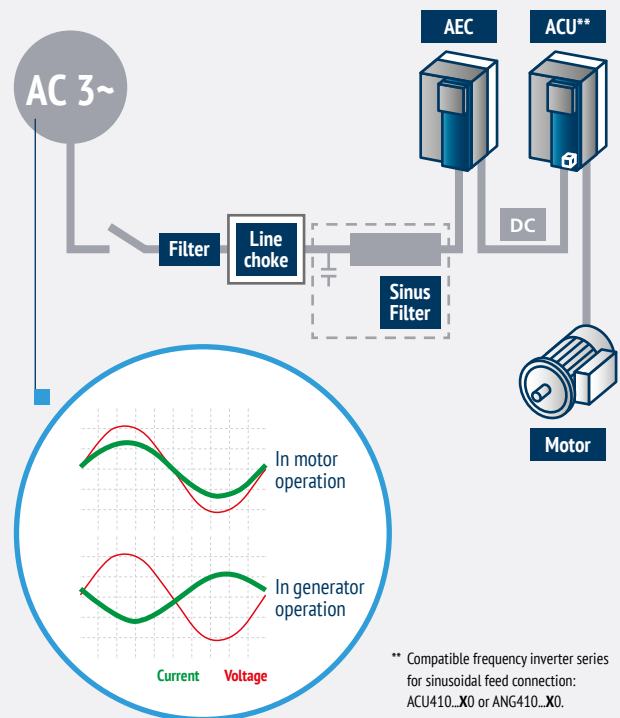 AEC
ACU**
AC 3~
DC
Filter
Line
choke
Sinus
Filter
Motor
In motor
operation
In generator
operation
Current Voltage
** Compatible frequency inverter series
for sinusoidal feed connection:
ACU410...X0 or ANG410...X0.